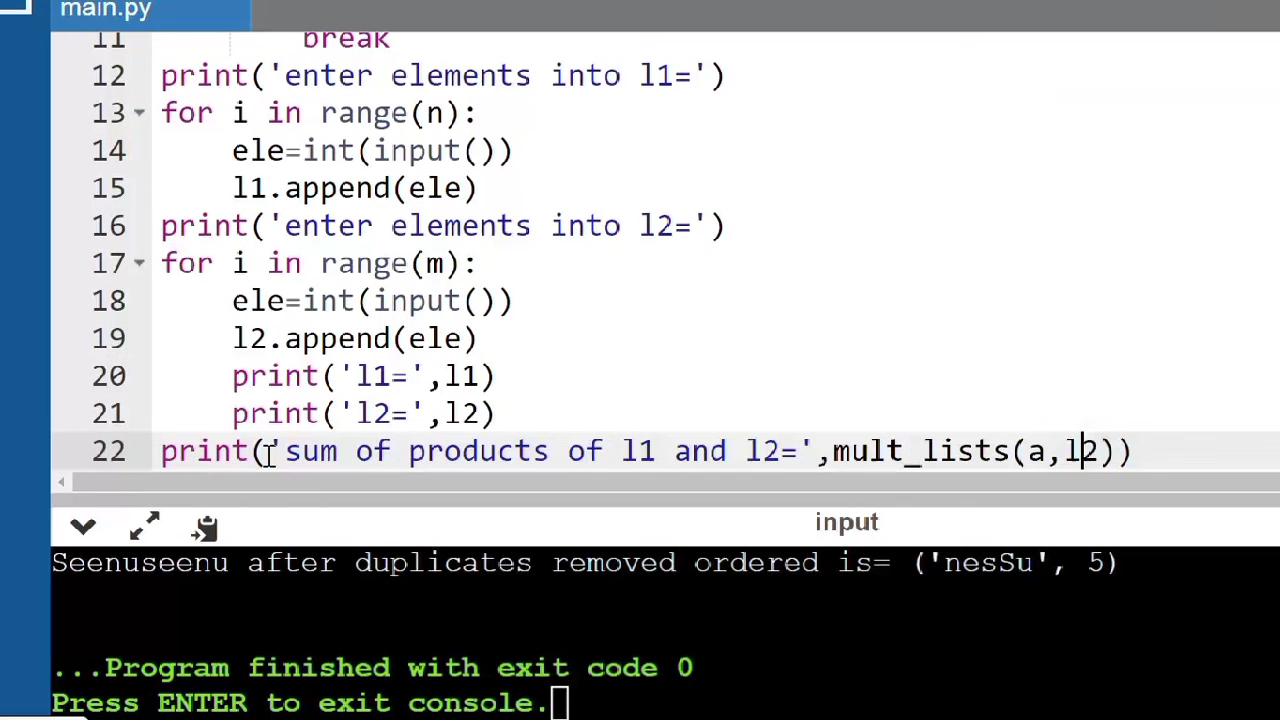 main.py
11 break
12 print('enter elements into l1=')
13 for i in range(n):
14 ele=int(input())
15 l1.append(ele)
16 print('enter elements into l2=')
17 for i in range(m):
18 ele=int(input())
19 l2.append(ele)
20 print('l1=',l1)
21 print('l2=',l2)
22 print('sum of products of l1 and l2=',mult_lists(a,l2))
input
Seenuseenu after duplicates removed ordered is= ('nesSu', 5)
...Program finished with exit code 0
Press ENTER to exit console.